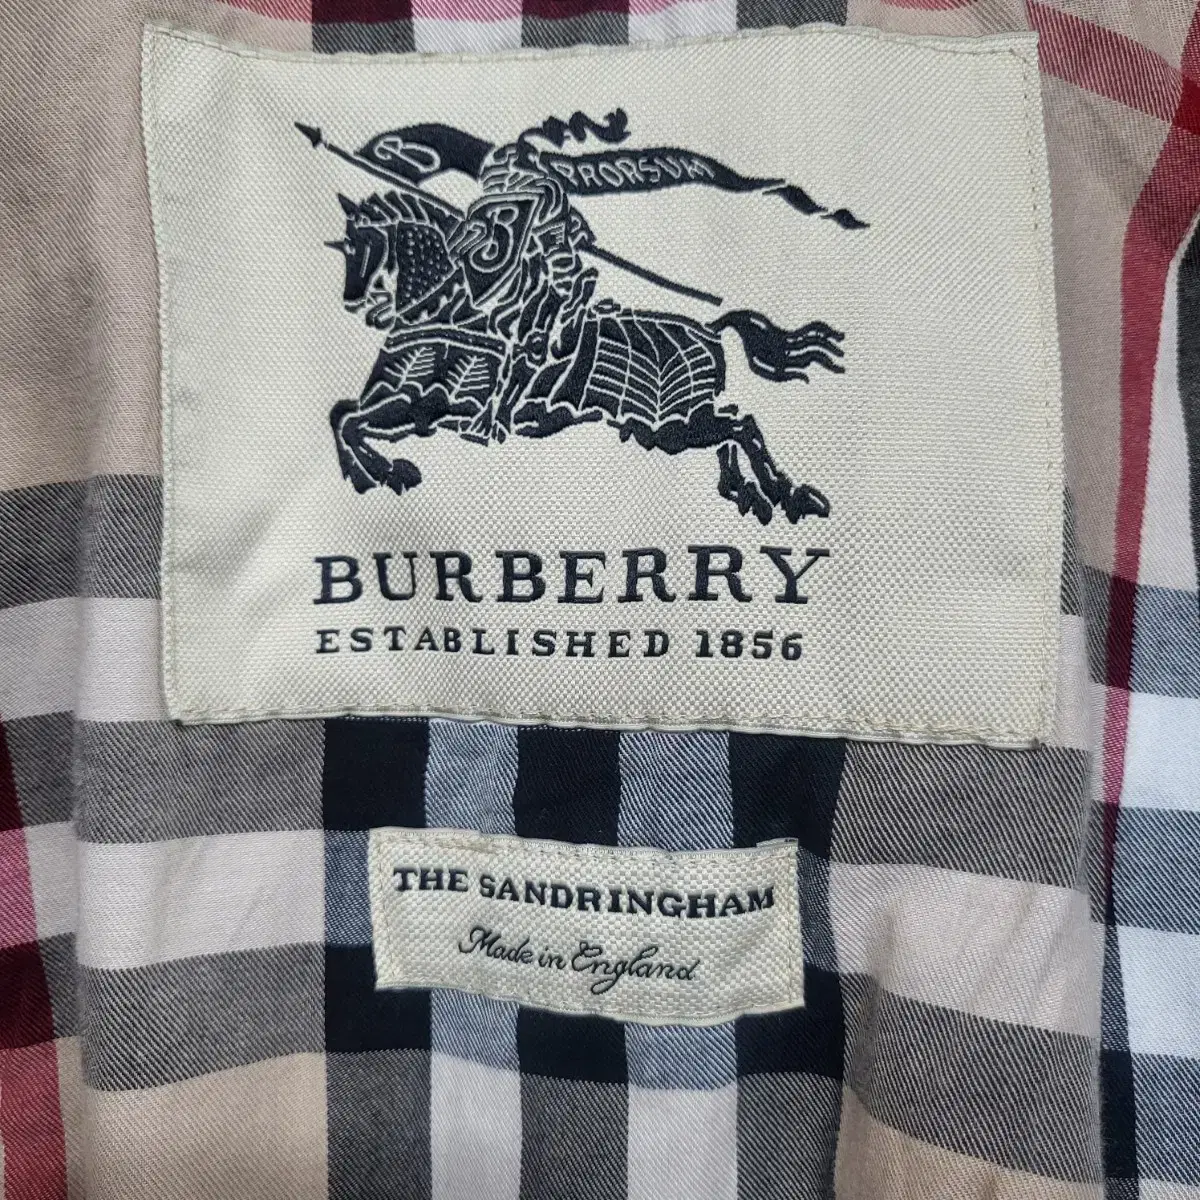 B
PRORSUM
B
BURBERRY
ESTABLISHED 1856
THE SANDRINGHAM
Made in England